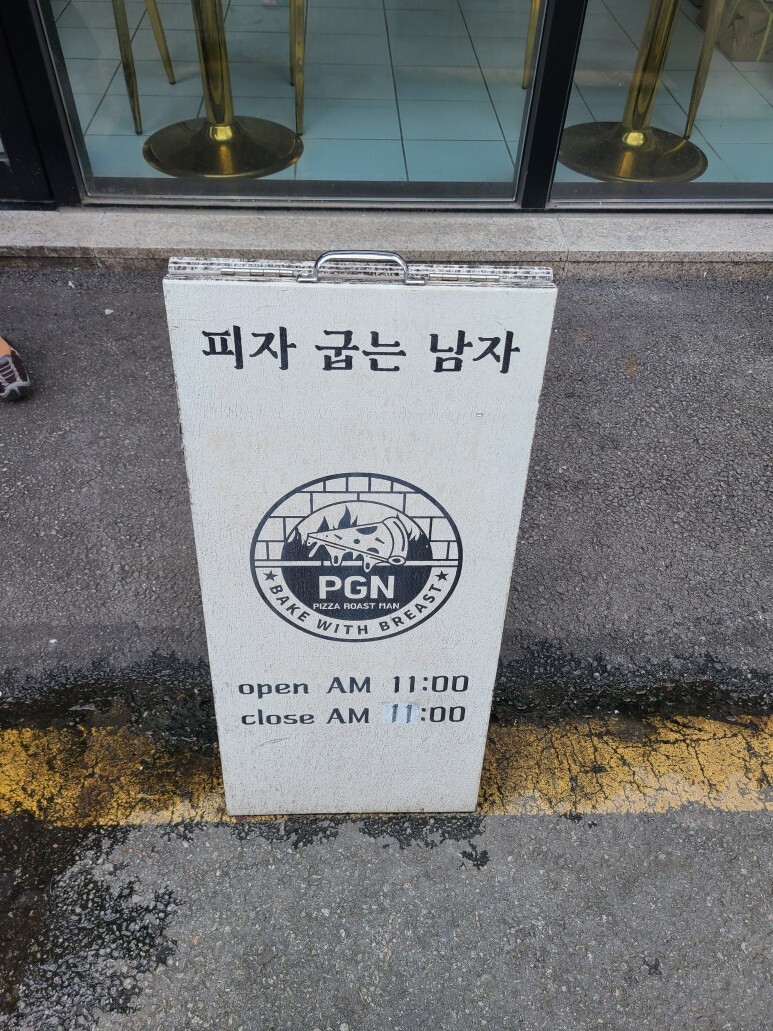 피자 굽는 남자
PGN
PIZZA ROAST MAN
★BAKE WITH BREAST★
open AM 11:00
close AM 11:00